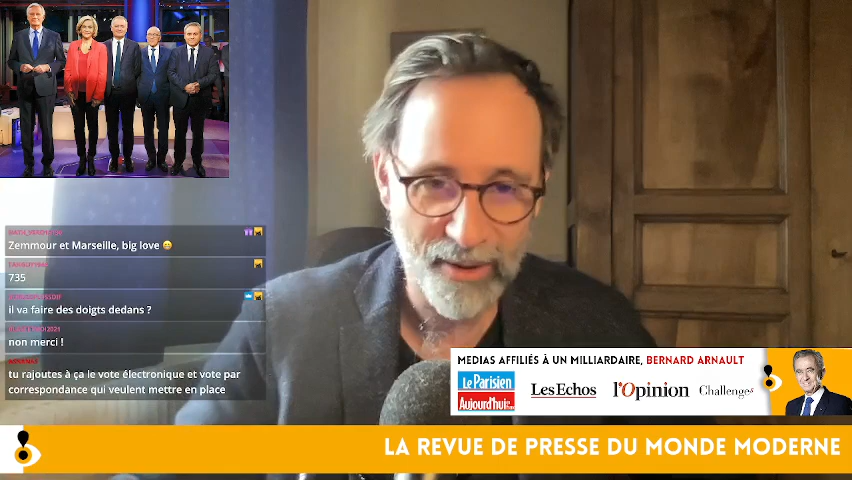 Zemmour et Marseille, big love
735
il va faire des doigts dedans ?
non merci !
tu rajoutes à ça le vote électronique et vote par
correspondance qui veulent mettre en place
MEDIAS AFFILIÉS À UN MILLIARDAIRE, BERNARD ARNAULT
Le Parisien
Aujourd'hui
Les Echos
l'Opinion
Challenges
LA REVUE DE PRESSE DU MONDE MODERNE